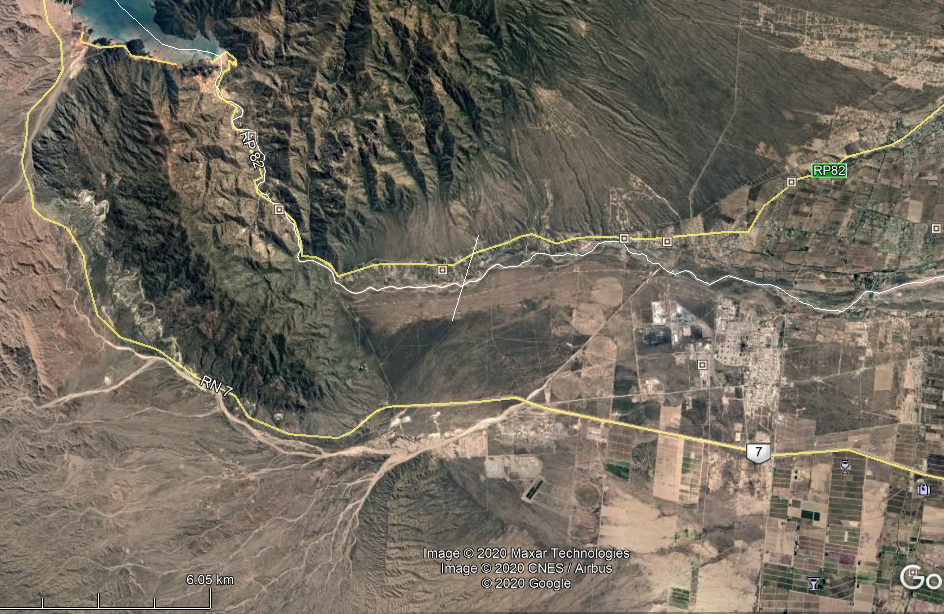 RP 82
RP82
RN 7
7
Image © 2020 Maxar Technologies
Image © 2020 CNES / Airbus
© 2020 Google
6.05 km
Go